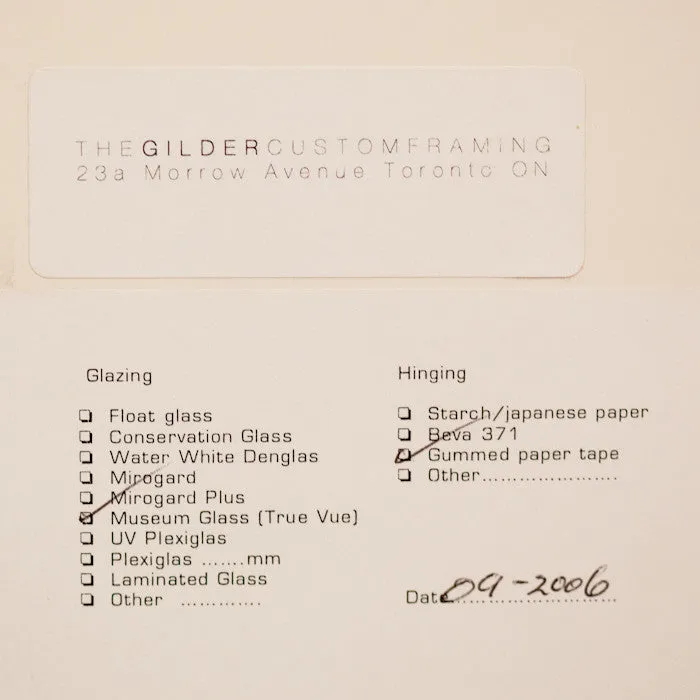 THEGILDERCUSTOMFRAMING
23a Morrow Avenue Toronto ON
Glazing
❏ Float glass
❏ Conservation Glass
❏ Water White Denglas
❏ Mirogard
❏ Mirogard Plus
❏ Museum Glass (True Vue)
❏ UV Plexiglas
❏ Plexiglas .......mm
❏ Laminated Glass
❏ Other .............
Hinging
❏ Starch/japanese paper
❏ Beva 371
❏ Gummed paper tape
❏ Other......................
Date 09-2006